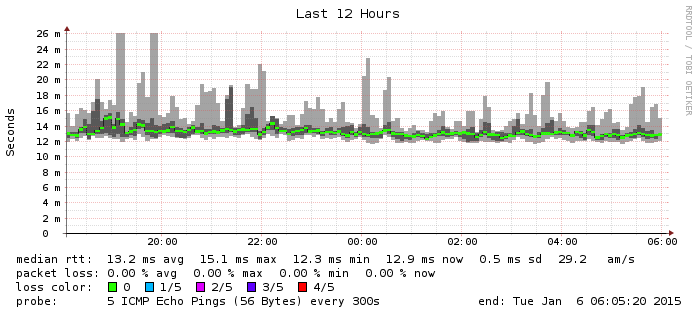 Last 12 Hours
RRDTOOL / TOBI OETIKER
Seconds
26 m
24 m
22 m
20 m
18 m
16 m
14 m
12 m
10 m
8 m
6 m
4 m
2 m
0
20:00 22:00 00:00 02:00 04:00 06:00
median rtt: 13.2 ms avg 15.1 ms max 12.3 ms min 12.9 ms now 0.5 ms sd 29.2 am/s
packet loss: 0.00 % avg 0.00 % max 0.00 % min 0.00 % now
loss color: 0 1/5 2/5 3/5 4/5
probe: 5 ICMP Echo Pings (56 Bytes) every 300s end: Tue Jan 6 06:05:20 2015